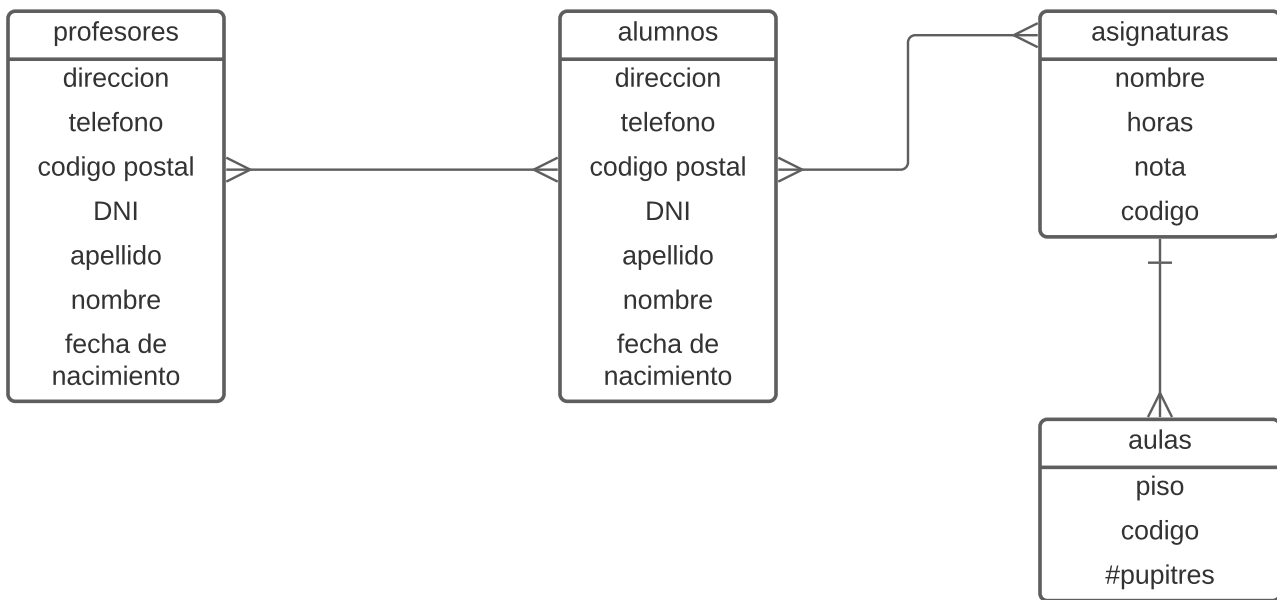 profesores
direccion
telefono
codigo postal
DNI
apellido
nombre
fecha de
nacimiento
alumnos
direccion
telefono
codigo postal
DNI
apellido
nombre
fecha de
nacimiento
asignaturas
nombre
horas
nota
codigo
aulas
piso
codigo
#pupitres